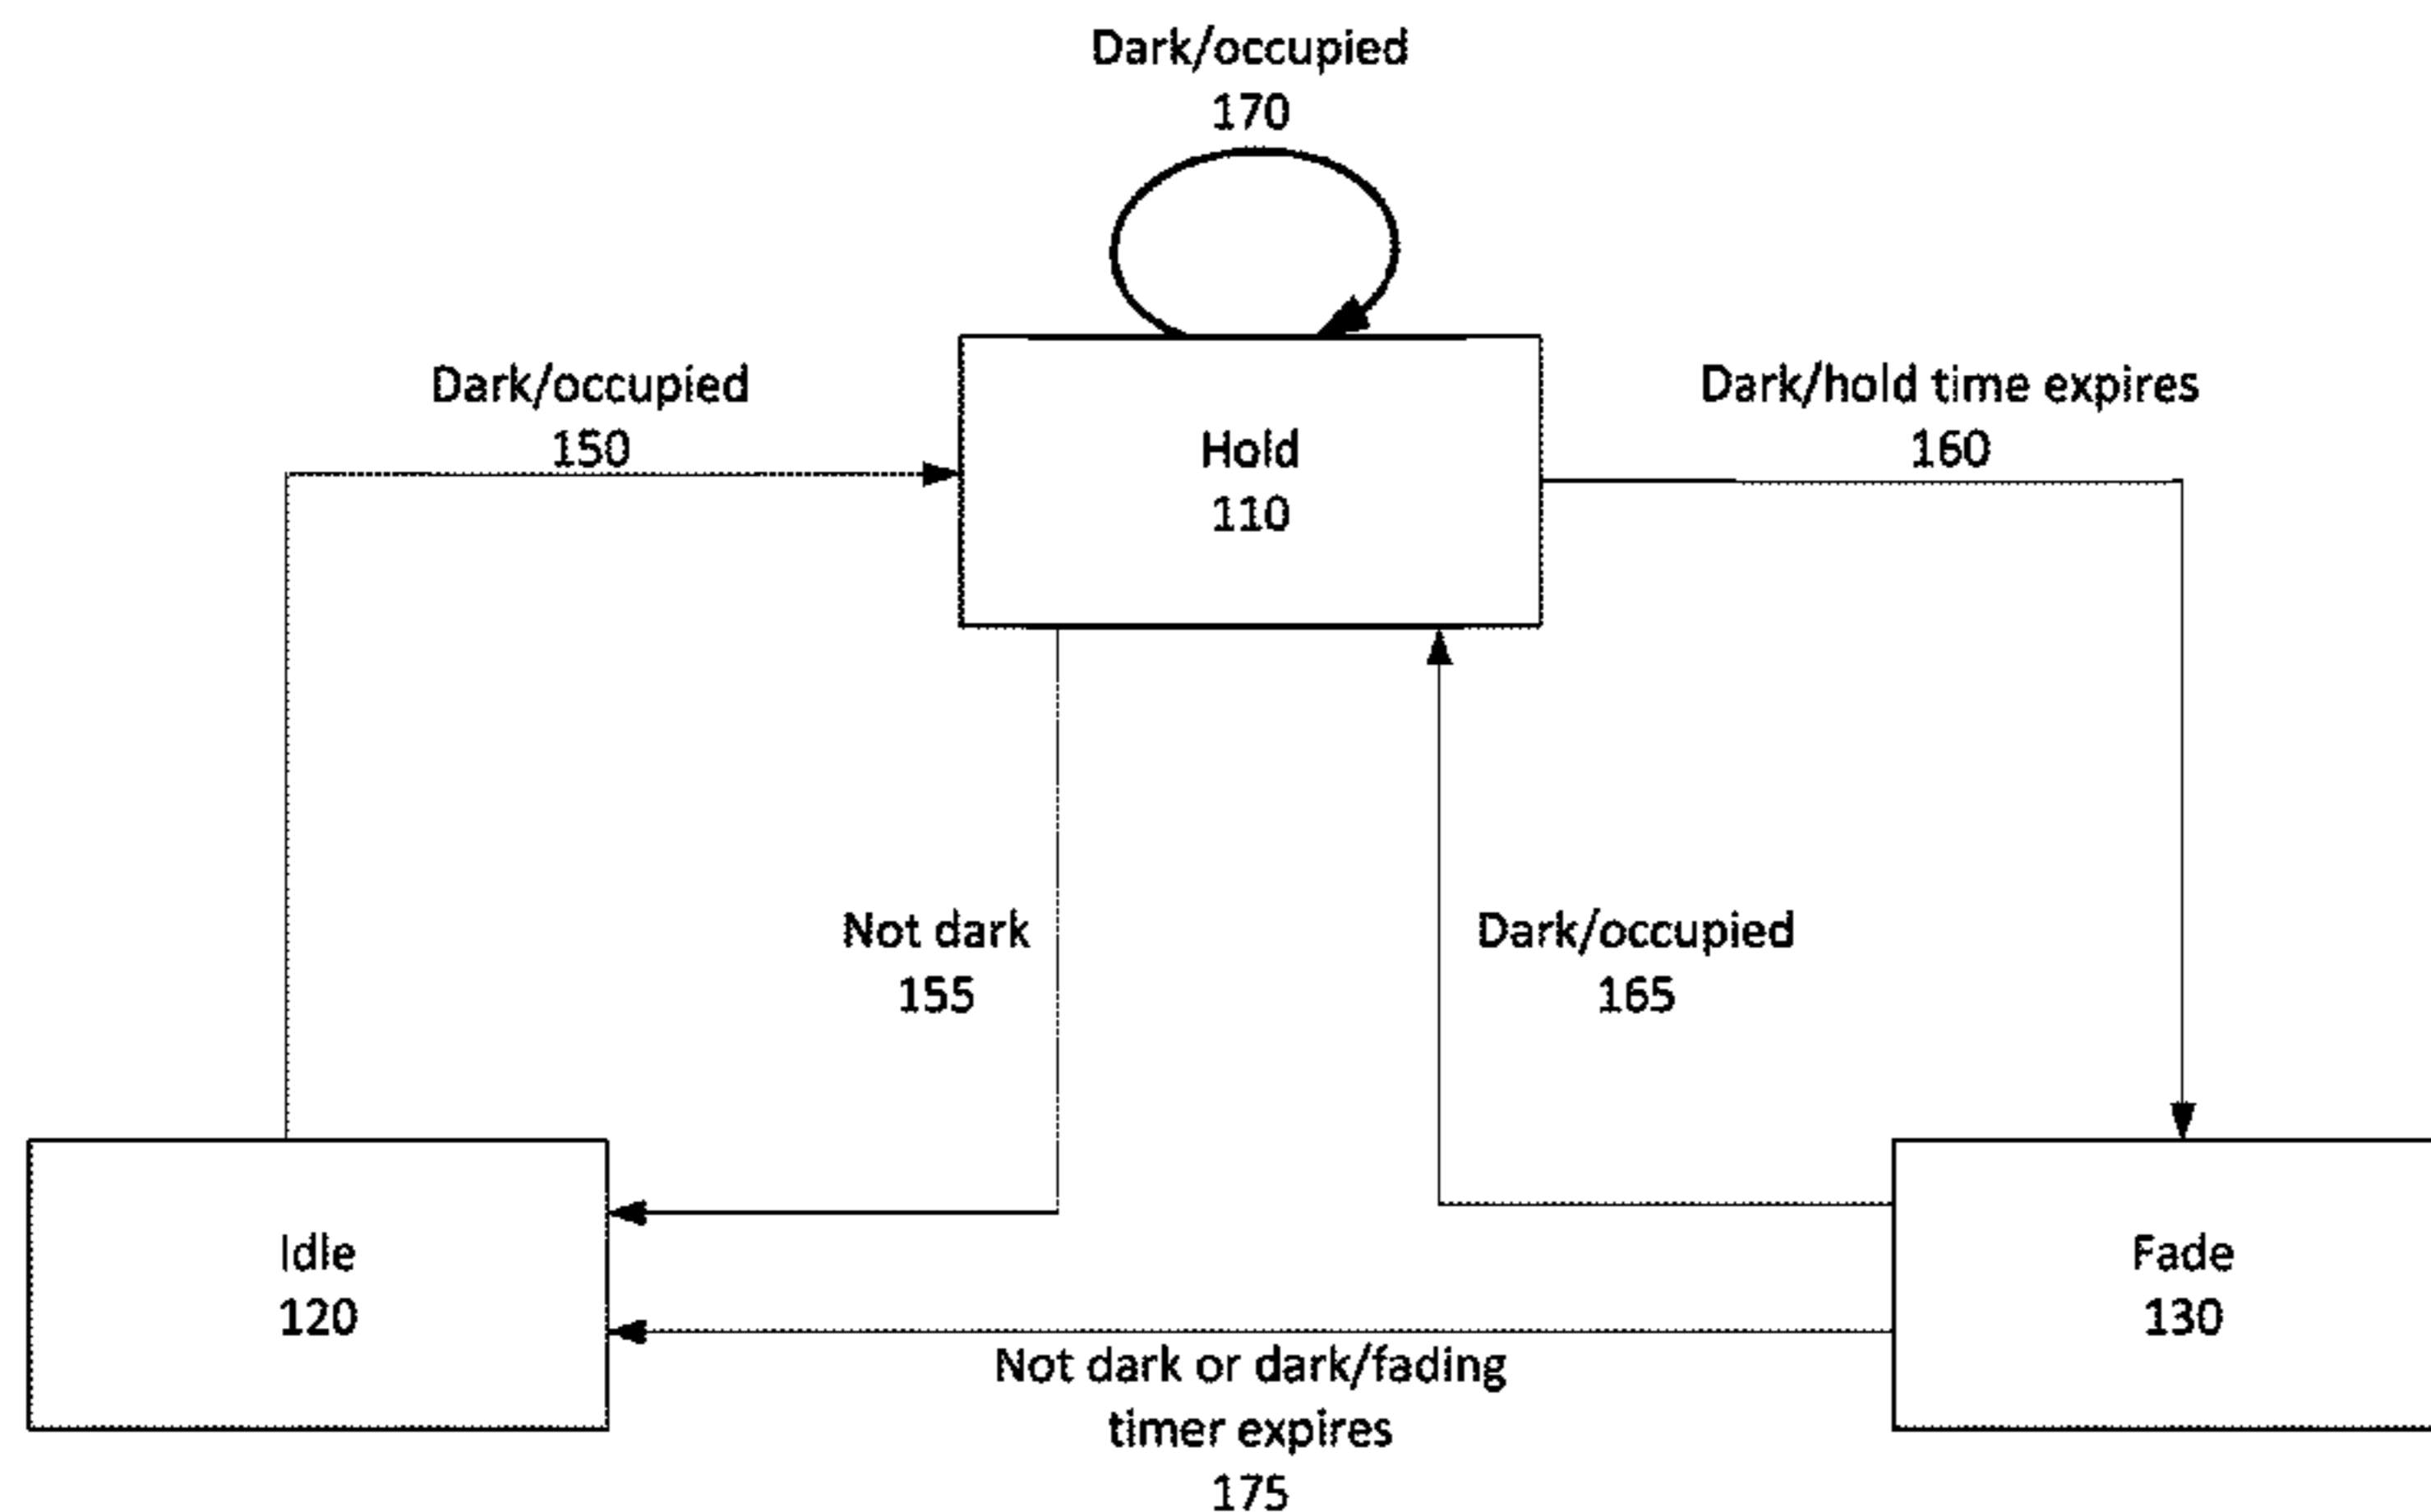 Dark/occupied
170
Dark/occupied
150
Hold
110
Dark/hold time expires
160
Not dark
155
Dark/occupied
165
Idle
120
Fade
130
Not dark or dark/fading
timer expires
175